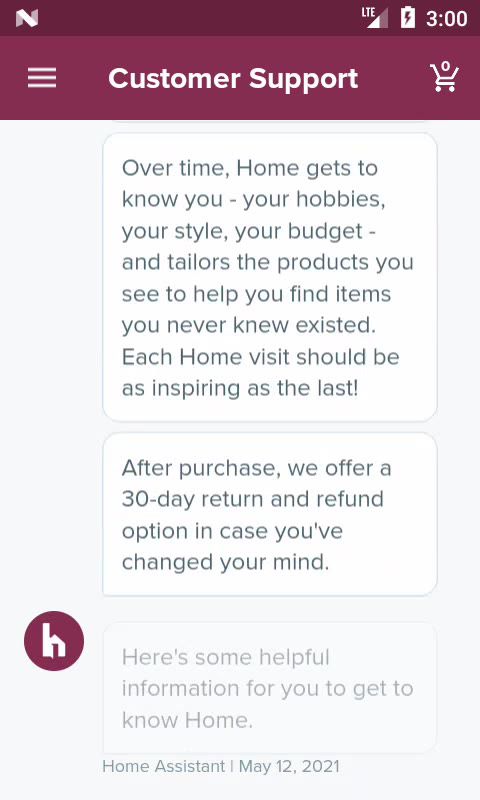 LTE 3:00
Customer Support 0
Over time, Home gets to
know you - your hobbies,
your style, your budget -
and tailors the products you
see to help you find items
you never knew existed.
Each Home visit should be
as inspiring as the last!
After purchase, we offer a
30-day return and refund
option in case you've
changed your mind.
h
Here's some helpful
information for you to get to
know Home.
Home Assistant | May 12, 2021